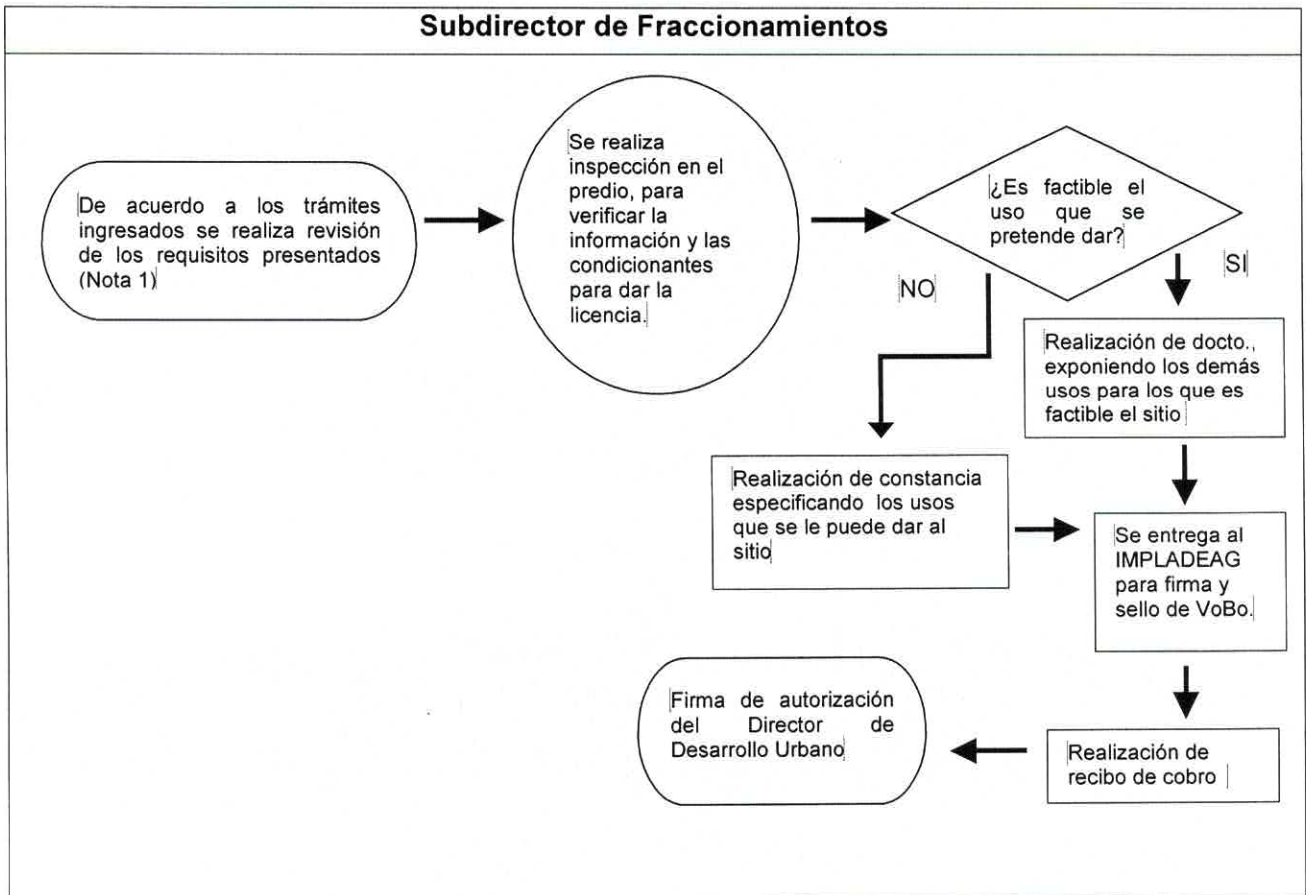 Subdirector de Fraccionamientos
De acuerdo a los trámites
ingresados se realiza revisión
de los requisitos presentado
(Nota 1)
Se realiza
inspección en el
predio, para
verificar la
información y las
condicionantes
para dar la
licencia.
¿Es factible el
uso que se
pretende dar?
NO
SI
Realización de docto.,
exponiendo los demás
usos para los que es
factible el sitio
Realización de constancia
especificando los usos
que se le puede dar al
sitio
Se entrega al
IMPLADEAG
para firma y
sello de VoBo.
Realización de
recibo de cobro
Firma de autorización
del Director de
Desarrollo Urbano